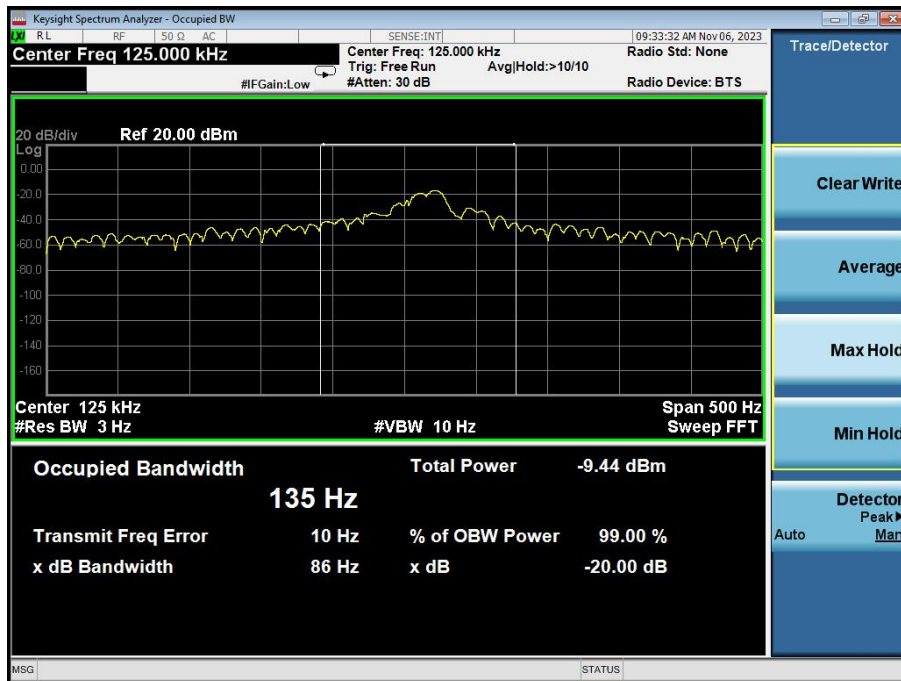 Keysight Spectrum Analyzer - Occupied BW
LXI RL RF 50 Ω AC SENSE:INT 09:33:32 AM Nov 06, 2023
Center Freq 125.000 kHz
Center Freq: 125.000 kHz Radio Std: None
Trig: Free Run Avg|Hold:>10/10
#IFGain:Low #Atten: 30 dB Radio Device: BTS
20 dB/div Ref 20.00 dBm
Log
0.00
-20.0
-40.0
-60.0
-80.0
-100
-120
-140
-160
Center 125 kHz Span 500 Hz
#Res BW 3 Hz #VBW 10 Hz Sweep FFT
Occupied Bandwidth Total Power -9.44 dBm
135 Hz
Transmit Freq Error 10 Hz % of OBW Power 99.00 %
x dB Bandwidth 86 Hz x dB -20.00 dB
MSG STATUS
Trace/Detector
Clear Write
Average
Max Hold
Min Hold
Detector
Peak▶
Auto Man